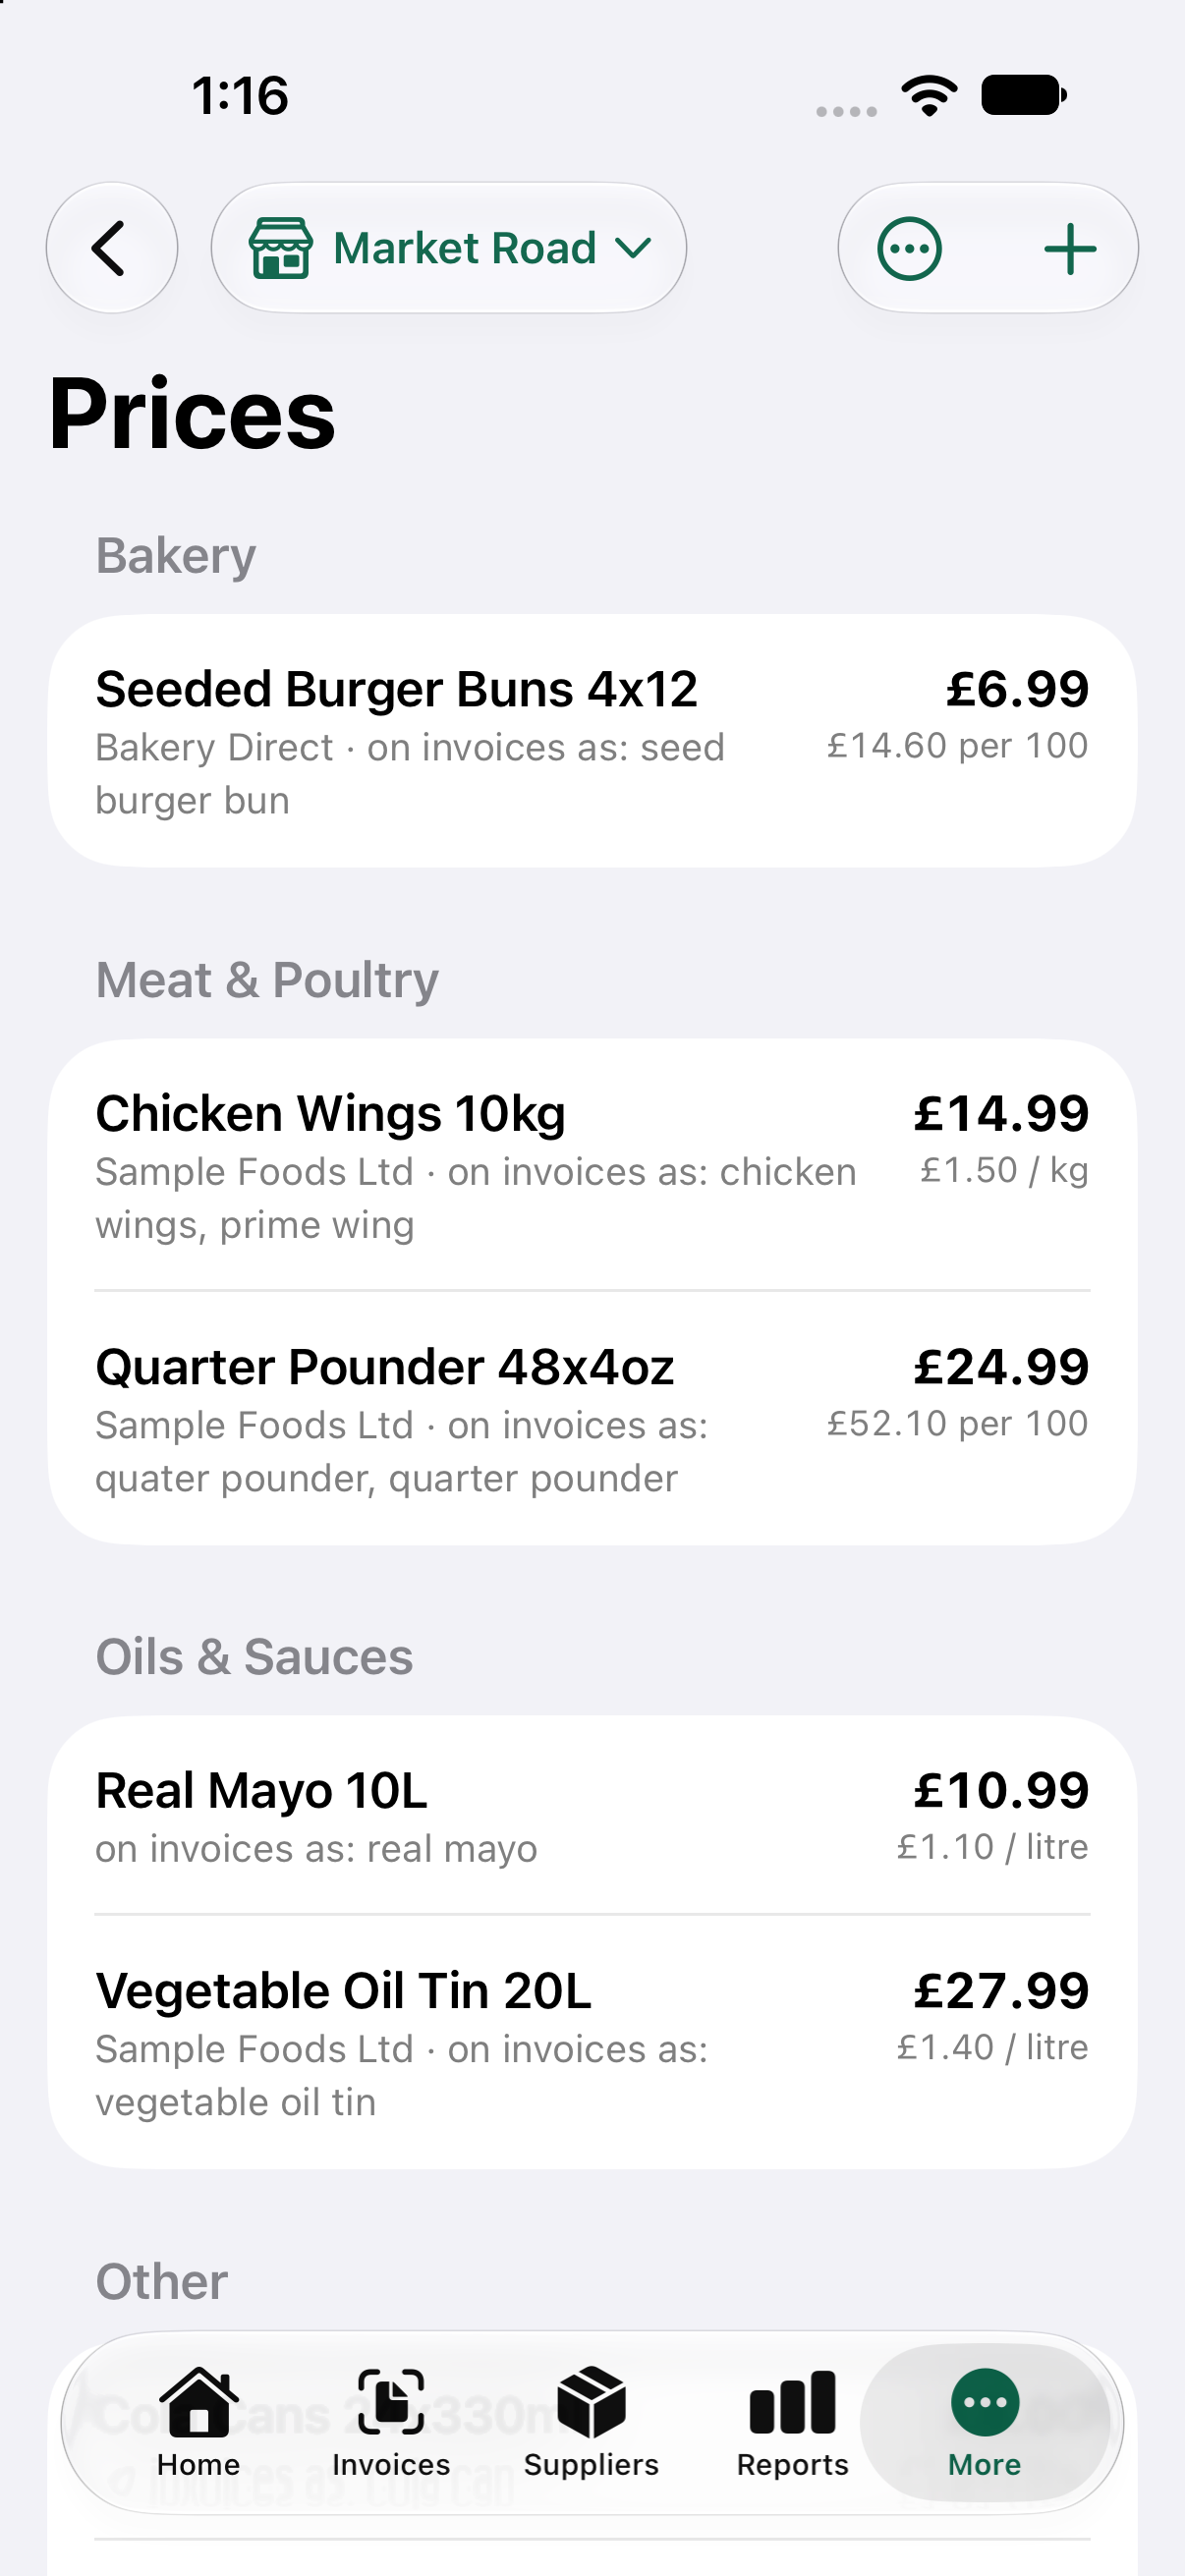 1:16
Market Road
Prices
Bakery
Seeded Burger Buns 4x12
£6.99
Bakery Direct · on invoices as: seed
burger bun
£14.60 per 100
Meat & Poultry
Chicken Wings 10kg
£14.99
Sample Foods Ltd · on invoices as: chicken
wings, prime wing
£1.50 / kg
Quarter Pounder 48x4oz
£24.99
Sample Foods Ltd · on invoices as:
quater pounder, quarter pounder
£52.10 per 100
Oils & Sauces
Real Mayo 10L
£10.99
on invoices as: real mayo
£1.10 / litre
Vegetable Oil Tin 20L
£27.99
Sample Foods Ltd · on invoices as:
vegetable oil tin
£1.40 / litre
Other
Home
Invoices
Suppliers
Reports
More